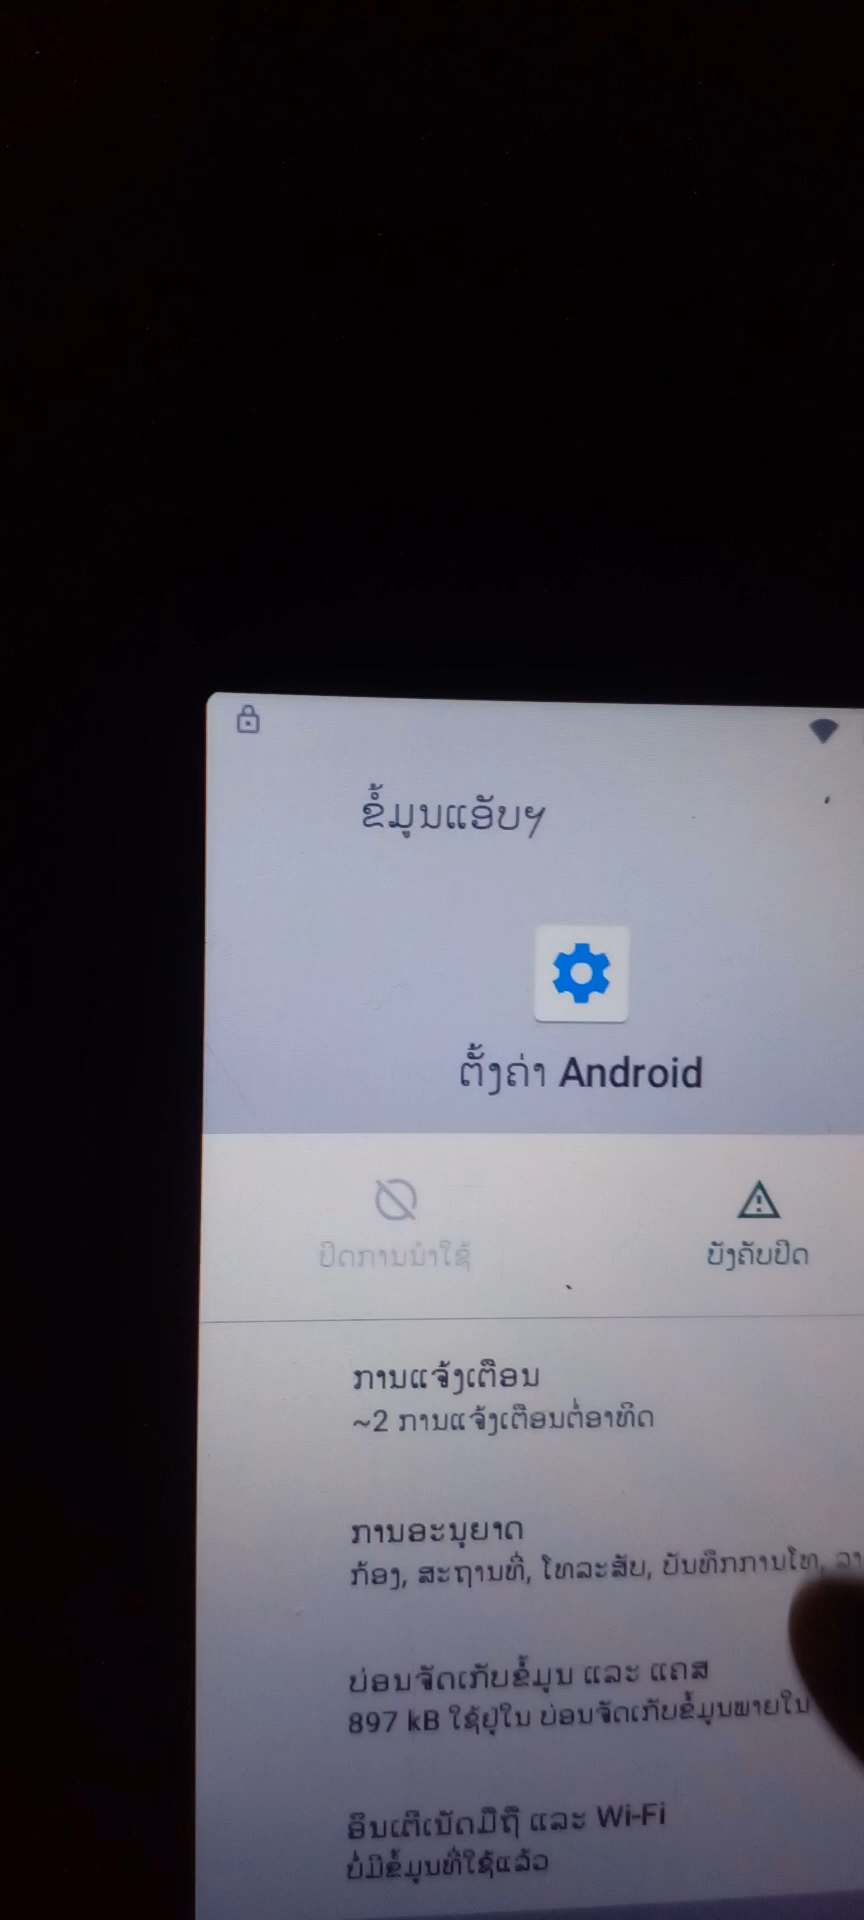 ຂໍ້ມູນແອັບຯ
ຕັ້ງຄ່າ Android
ປິດການນຳໃຊ້
ບັງຄັບປິດ
ການແຈ້ງເຕືອນ
~2 ການແຈ້ງເຕືອນຕໍ່ອາທິດ
ການອະນຸຍາດ
ກ້ອງ, ສະຖານທີ່, ໂທລະສັບ, ບັນທຶກການໂທ,
ບ່ອນຈັດເກັບຂໍ້ມູນ ແລະ ແຄສ
897 kB ໃຊ້ຢູ່ໃນ ບ່ອນຈັດເກັບຂໍ້ມູນພາຍໃນ
ອິນເຕີເນັດມືຖື ແລະ Wi-Fi
ບໍ່ມີຂໍ້ມູນທີ່ໃຊ້ແລ້ວ